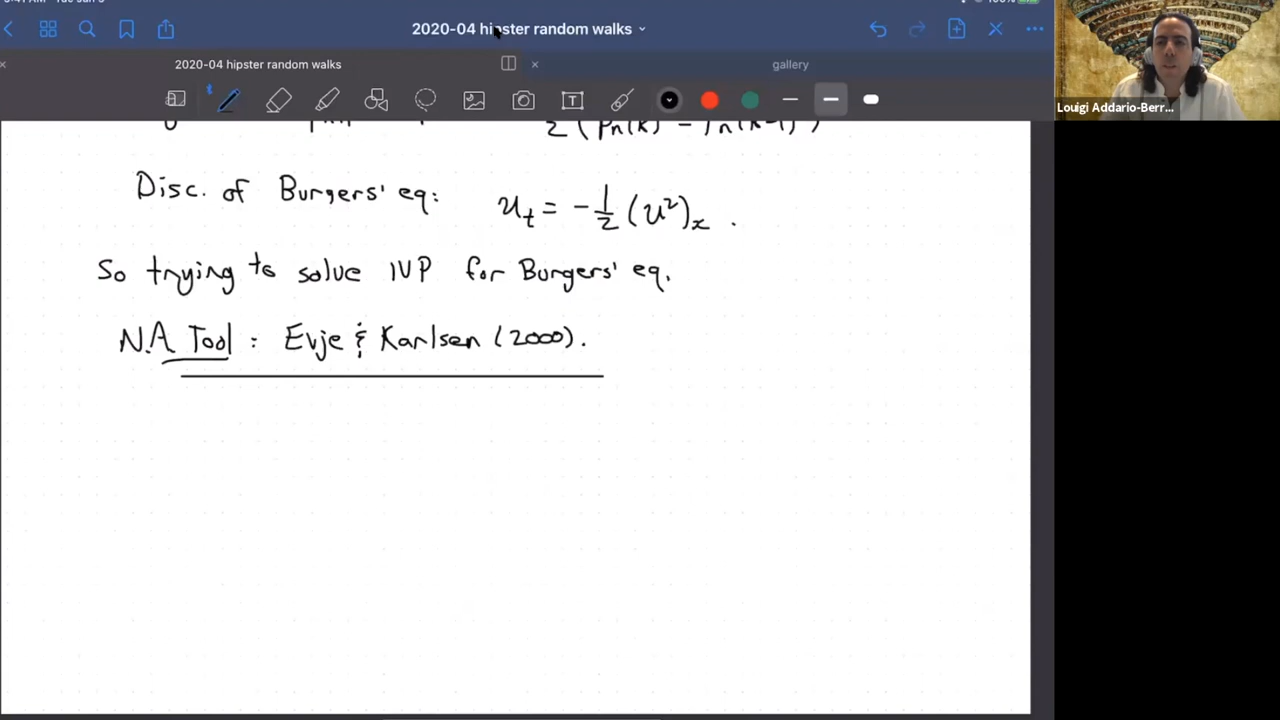 2020-04 hipster random walks
2020-04 hipster random walks
gallery
Louigi Addario-Berr...
Disc. of Burgers' eq: u_t = -1/2 (u²)_x .
So trying to solve IVP for Burgers' eq.
N.A Tool : Evje & Karlsen (2000).